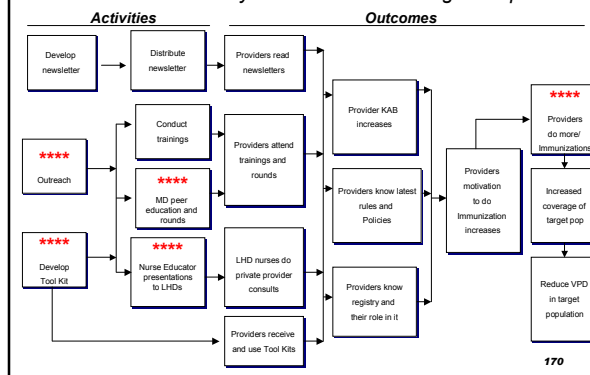 Activities
Outcomes
Develop
newsletter
Distribute
newsletter
Providers read
newsletters
Conduct
trainings
Providers attend
trainings and
rounds
****
Outreach
****
MD peer
education and
rounds
****
Develop
Tool Kit
****
Nurse Educator
presentations
to LHDs
LHD nurses do
private provider
consults
Providers receive
and use Tool Kits
Provider KAB
increases
Providers know latest
rules and
Policies
Providers know
registry and
their role in it
Providers
motivation
to do
Immunization
increases
****
Providers
do more/
Immunizations
Increased
coverage of
target pop
Reduce VPD
in target
population
170